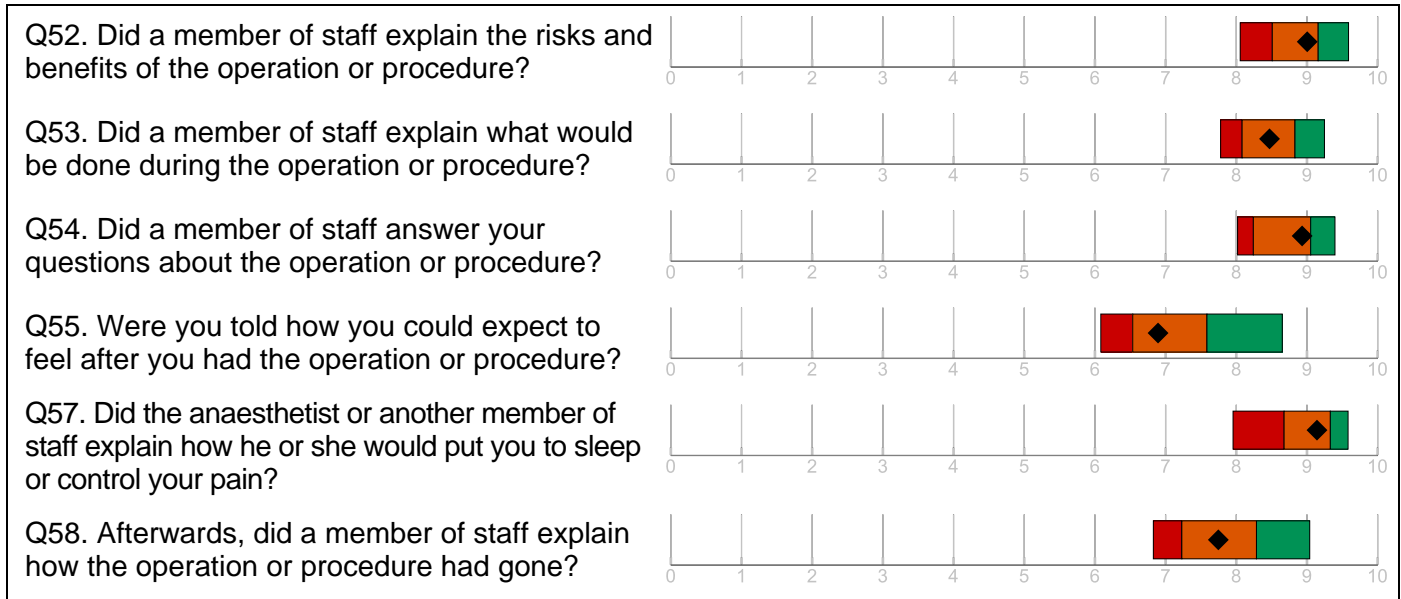 Q52. Did a member of staff explain the risks and
benefits of the operation or procedure?
0 1 2 3 4 5 6 7 8 9 10
Q53. Did a member of staff explain what would
be done during the operation or procedure?
0 1 2 3 4 5 6 7 8 9 10
Q54. Did a member of staff answer your
questions about the operation or procedure?
0 1 2 3 4 5 6 7 8 9 10
Q55. Were you told how you could expect to
feel after you had the operation or procedure?
0 1 2 3 4 5 6 7 8 9 10
Q57. Did the anaesthetist or another member of
staff explain how he or she would put you to sleep
or control your pain?
0 1 2 3 4 5 6 7 8 9 10
Q58. Afterwards, did a member of staff explain
how the operation or procedure had gone?
0 1 2 3 4 5 6 7 8 9 10